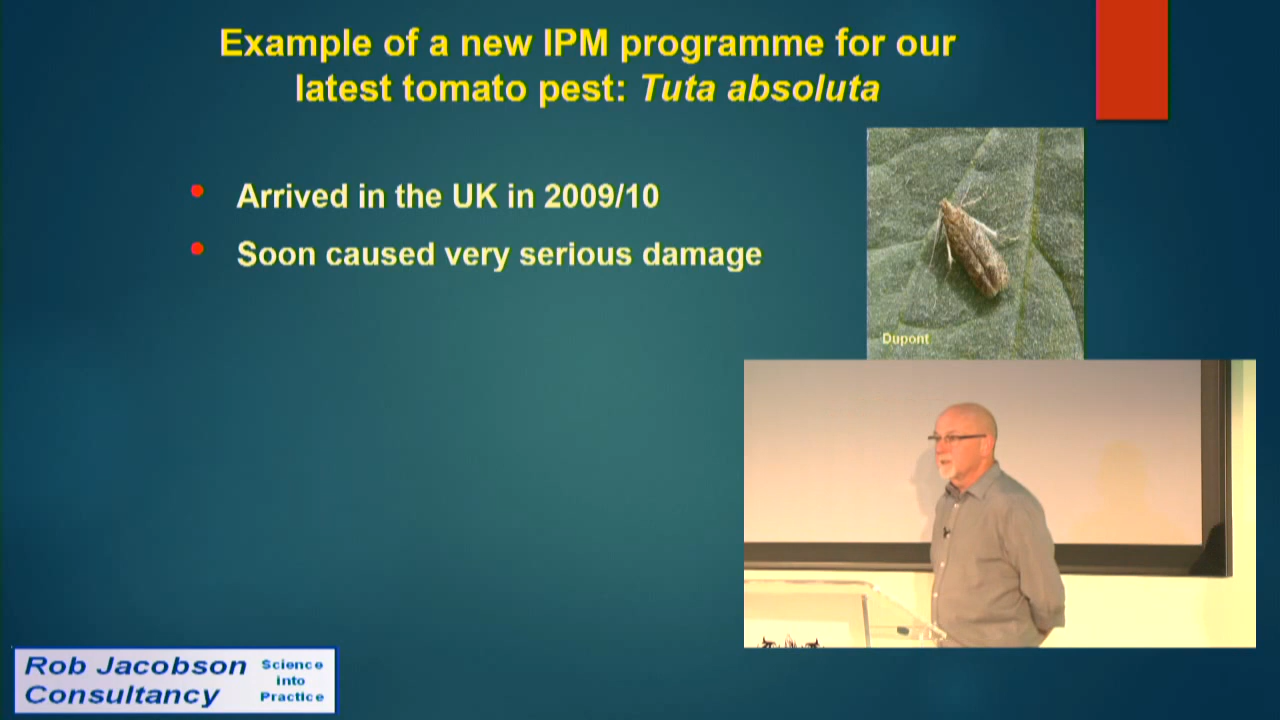 Example of a new IPM programme for our
latest tomato pest: Tuta absoluta
Arrived in the UK in 2009/10
Soon caused very serious damage
Dupont
Rob Jacobson
Consultancy
Science
into
Practice